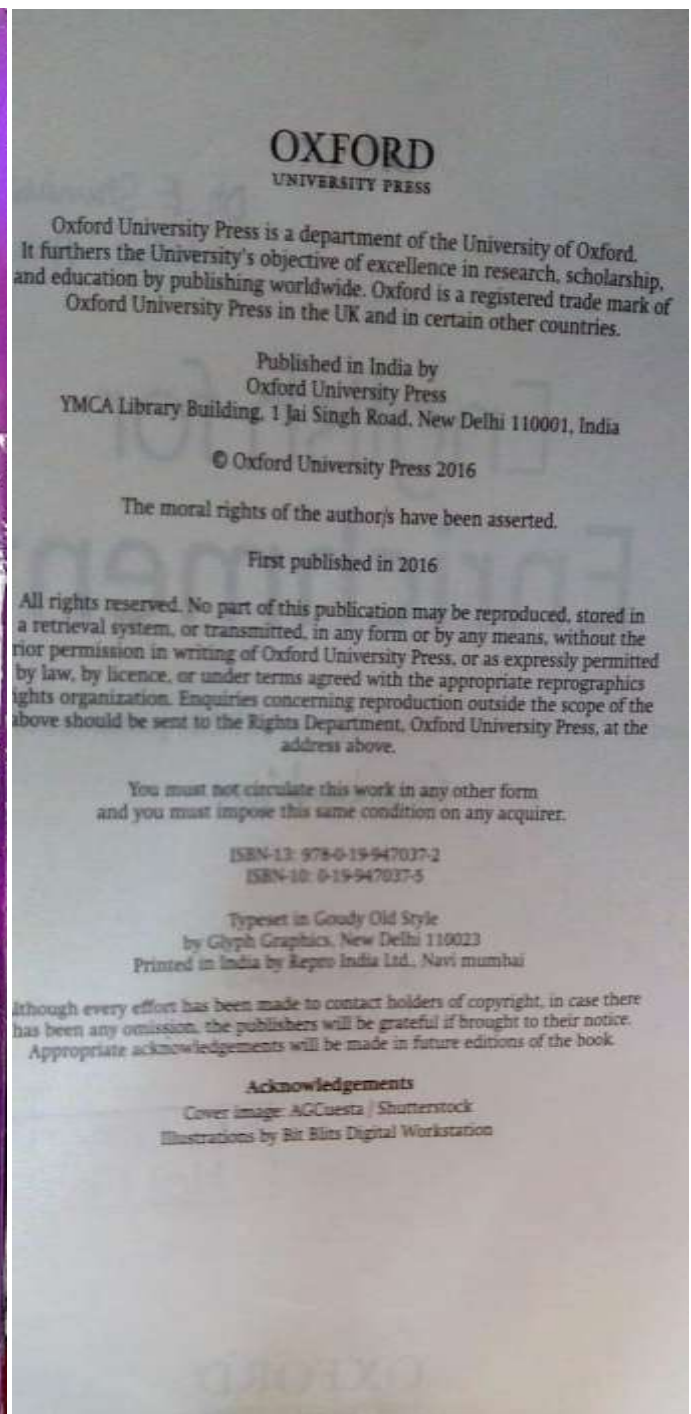 OXFORD
UNIVERSITY PRESS
Oxford University Press is a department of the University of Oxford.
It furthers the University's objective of excellence in research, scholarship,
and education by publishing worldwide. Oxford is a registered trade mark of
Oxford University Press in the UK and in certain other countries.
Published in India by
Oxford University Press
YMCA Library Building, 1 Jai Singh Road, New Delhi 110001, India
© Oxford University Press 2016
The moral rights of the author/s have been asserted.
First published in 2016
All rights reserved. No part of this publication may be reproduced, stored in
a retrieval system, or transmitted, in any form or by any means, without the
rior permission in writing of Oxford University Press, or as expressly permitted
by law, by licence, or under terms agreed with the appropriate reprographics
ights organization. Enquiries concerning reproduction outside the scope of the
above should be sent to the Rights Department, Oxford University Press, at the
address above.
You must not circulate this work in any other form
and you must impose this same condition on any acquirer.
ISBN-13: 978-0-19-947037-2
ISBN-10: 0-19-947037-5
Typeset in Goudy Old Style
by Glyph Graphics, New Delhi 110023
Printed in India by Repro India Ltd., Navi mumbai
lthough every effort has been made to contact holders of copyright, in case there
has been any omission, the publishers will be grateful if brought to their notice.
Appropriate acknowledgements will be made in future editions of the book.
Acknowledgements
Cover image: AGCuesta / Shutterstock
Illustrations by Bit Blits Digital Workstation